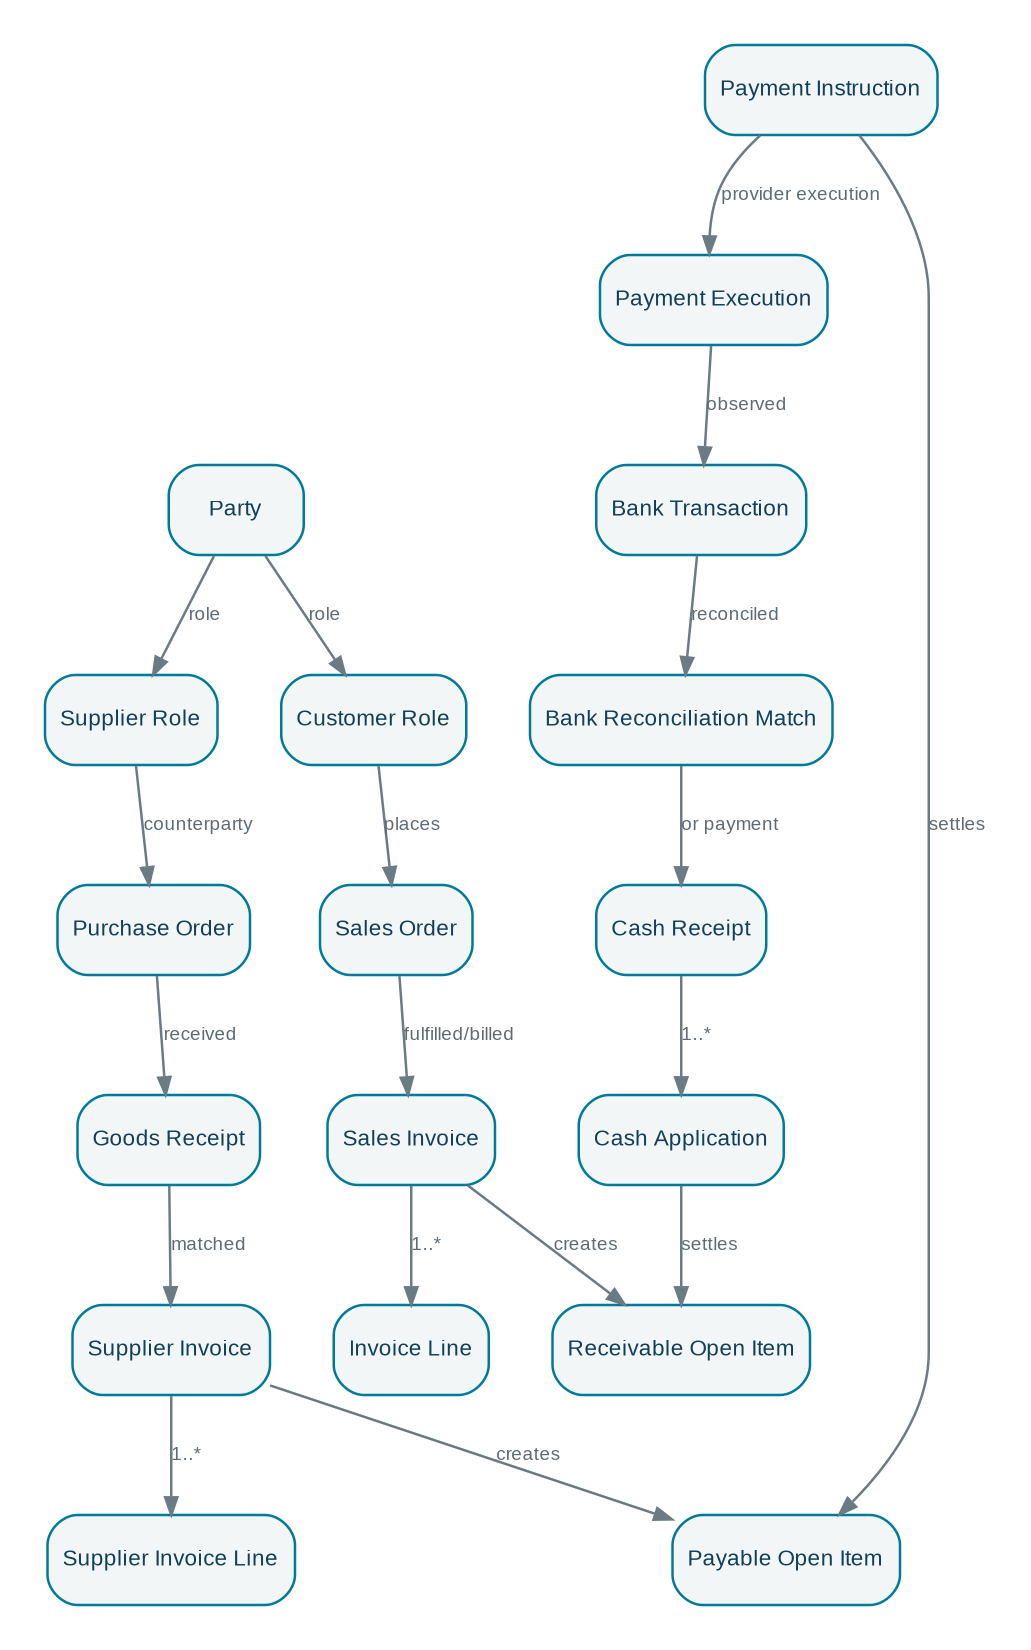 Payment Instruction
provider execution
Payment Execution
observed
Party
Bank Transaction
role
role
reconciled
Supplier Role
Customer Role
Bank Reconciliation Match
counterparty
places
or payment
settles
Purchase Order
Sales Order
Cash Receipt
received
fulfilled/billed
1..*
Goods Receipt
Sales Invoice
Cash Application
matched
1..*
creates
settles
Supplier Invoice
Invoice Line
Receivable Open Item
1..*
creates
Supplier Invoice Line
Payable Open Item